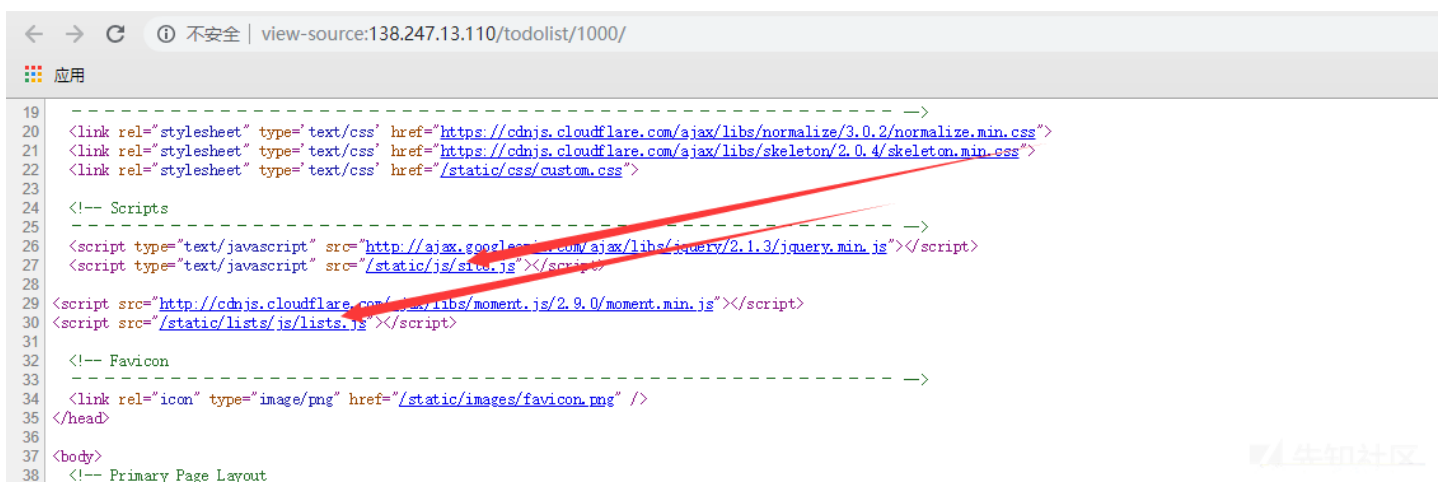 不安全 | view-source:138.247.13.110/todolist/1000/
应用
19 - - - - - - - - - - - - - - - - - - - - - - - - - - - - - - - - - - - - - - - - - - - - - - - - - -->
20 <link rel="stylesheet" type='text/css' href="https://cdnjs.cloudflare.com/ajax/libs/normalize/3.0.2/normalize.min.css">
21 <link rel="stylesheet" type='text/css' href="https://cdnjs.cloudflare.com/ajax/libs/skeleton/2.0.4/skeleton.min.css">
22 <link rel="stylesheet" type='text/css' href="/static/css/custom.css">
23
24 <!-- Scripts
25 - - - - - - - - - - - - - - - - - - - - - - - - - - - - - - - - - - - - - - - - - - - - - - - - - -->
26 <script type="text/javascript" src="http://ajax.googleapis.com/ajax/libs/jquery/2.1.3/jquery.min.js"></script>
27 <script type="text/javascript" src="/static/js/site.js"></script>
28
29 <script src="http://cdnjs.cloudflare.com/ajax/libs/moment.js/2.9.0/moment.min.js"></script>
30 <script src="/static/lists/js/lists.js"></script>
31
32 <!-- Favicon
33 - - - - - - - - - - - - - - - - - - - - - - - - - - - - - - - - - - - - - - - - - - - - - - - - - -->
34 <link rel="icon" type="image/png" href="/static/images/favicon.png" />
35 </head>
36
37 <body>
38 <!-- Primary Page Layout
先知社区